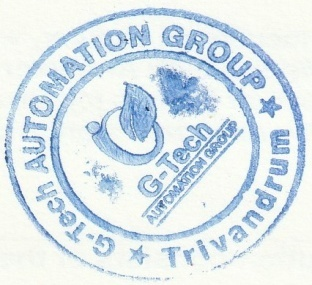 G-Tech AUTOMATION GROUP ★ Trivandrum ★
G-Tech
AUTOMATION GROUP